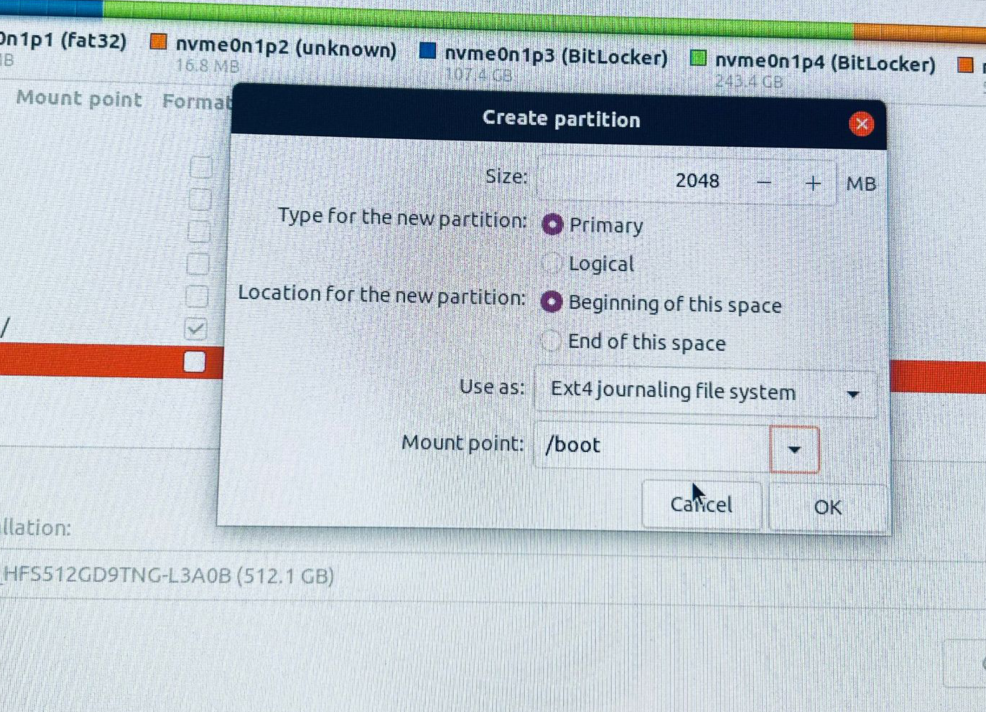 0n1p1 (fat32) nvme0n1p2 (unknown) nvme0n1p3 (BitLocker) nvme0n1p4 (BitLocker)
16.8 MB 107.4 GB 243.4 GB
Mount point Format
Create partition
Size: 2048 − + MB
Type for the new partition: Primary
Logical
Location for the new partition: Beginning of this space
End of this space
/
Use as: Ext4 journaling file system
Mount point: /boot
Cancel OK
llation:
_HFS512GD9TNG-L3A0B (512.1 GB)